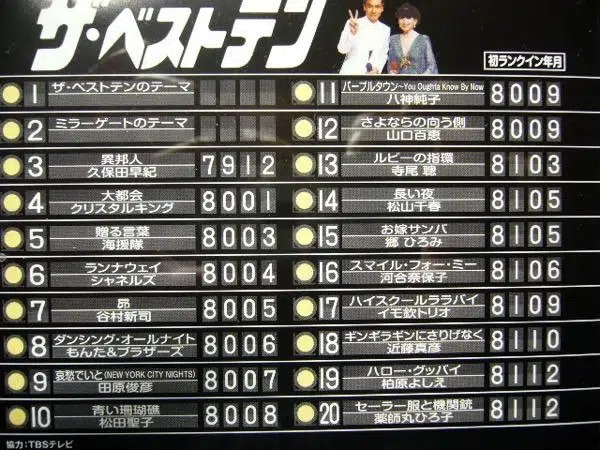 ザ・ベストテン
初ランクイン年月
1 ザ・ベストテンのテーマ
2 ミラーゲートのテーマ
3 異邦人 7912
久保田早紀
4 大都会 8001
クリスタルキング
5 贈る言葉 8003
海援隊
6 ランナウェイ 8004
シャネルズ
7 昴 8005
谷村新司
8 ダンシング・オールナイト 8006
もんた&ブラザーズ
9 哀愁でいと(NEW YORK CITY NIGHTS) 8007
田原俊彦
10 青い珊瑚礁 8008
松田聖子
11 パープルタウン~You Oughta Know By Now 8009
八神純子
12 さよならの向う側 8009
山口百恵
13 ルビーの指環 8103
寺尾 聰
14 長い夜 8105
松山千春
15 お嫁サンバ 8105
郷 ひろみ
16 スマイル・フォー・ミー 8106
河合奈保子
17 ハイスクールララバイ 8109
イモ欽トリオ
18 ギンギラギンにさりげなく 8110
近藤真彦
19 ハロー・グッバイ 8112
柏原よしえ
20 セーラー服と機関銃 8112
薬師丸ひろ子
協力:TBSテレビ